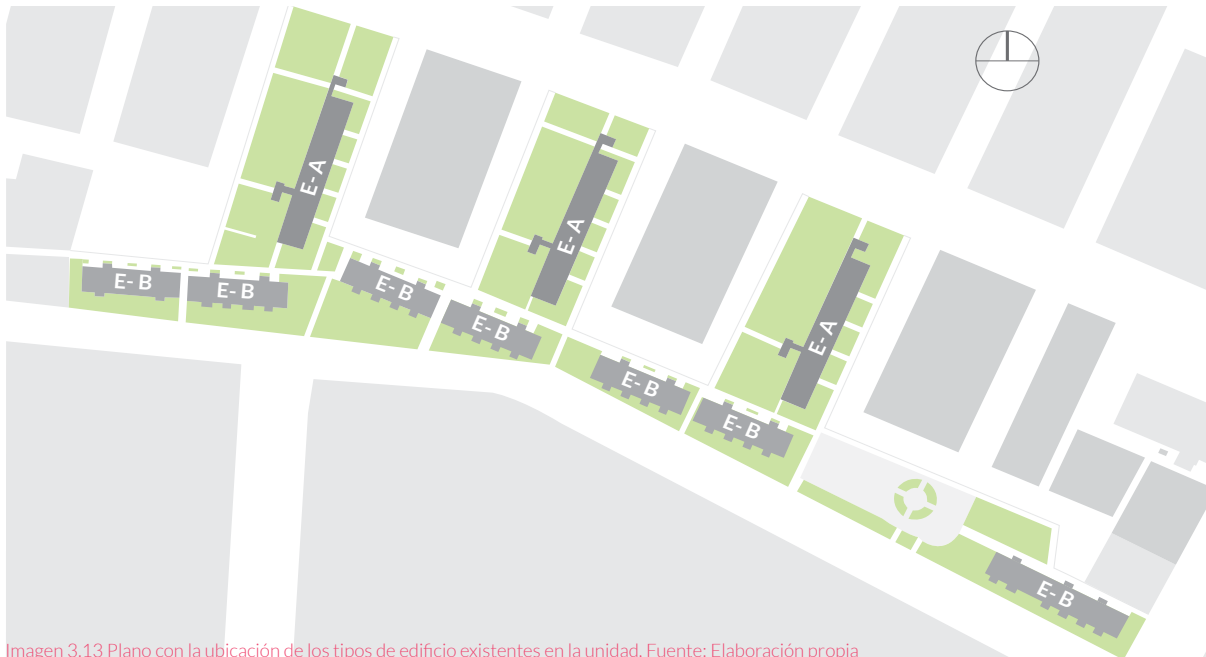 E- A
E- A
E- A
E- B
E- B
E- B
E- B
E- B
E- B
E- B
Imagen 3.13 Plano con la ubicación de los tipos de edificio existentes en la unidad. Fuente: Elaboración propia